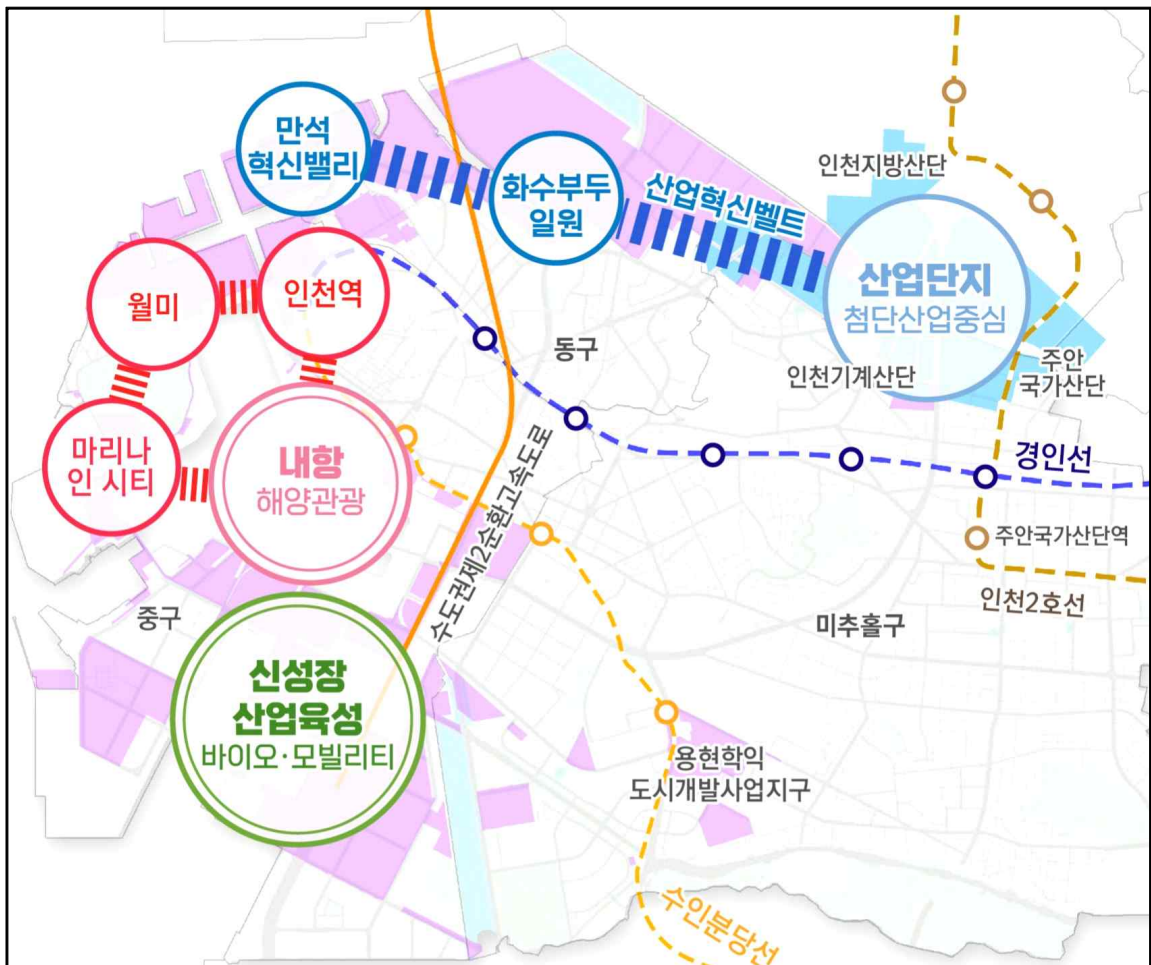 만석
혁신밸리
화수부두
일원
산업혁신벨트
인천지방산단
산업단지
첨단산업중심
월미
인천역
동구
인천기계산단
주안
국가산단
마리나
인 시티
내항
해양관광
수도권제2순환고속도로
경인선
주안국가산단역
인천2호선
중구
미추홀구
신성장
산업육성
바이오·모빌리티
용현학익
도시개발사업지구
수인분당선